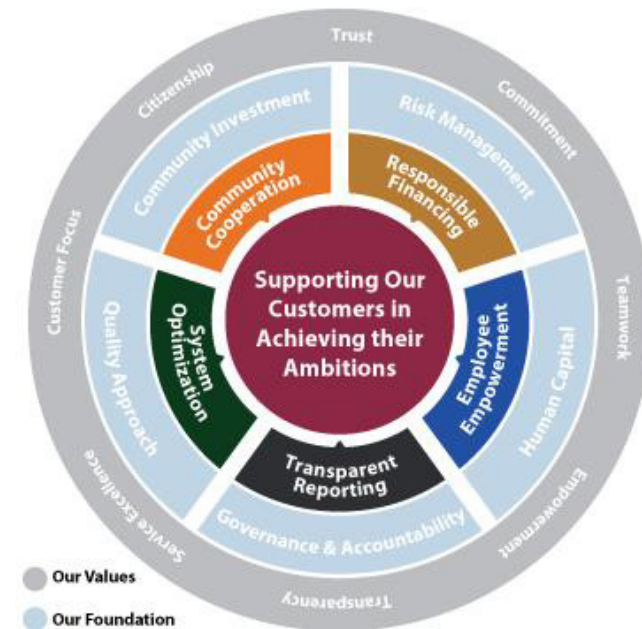 Trust
Commitment
Teamwork
Empowerment
Transparency
Service Excellence
Customer Focus
Citizenship
Community Investment
Risk Management
Human Capital
Governance & Accountability
Quality Approach
Community
Cooperation
Responsible
Financing
Employee
Empowerment
Transparent
Reporting
System
Optimization
Supporting Our
Customers in
Achieving their
Ambitions
Our Values
Our Foundation